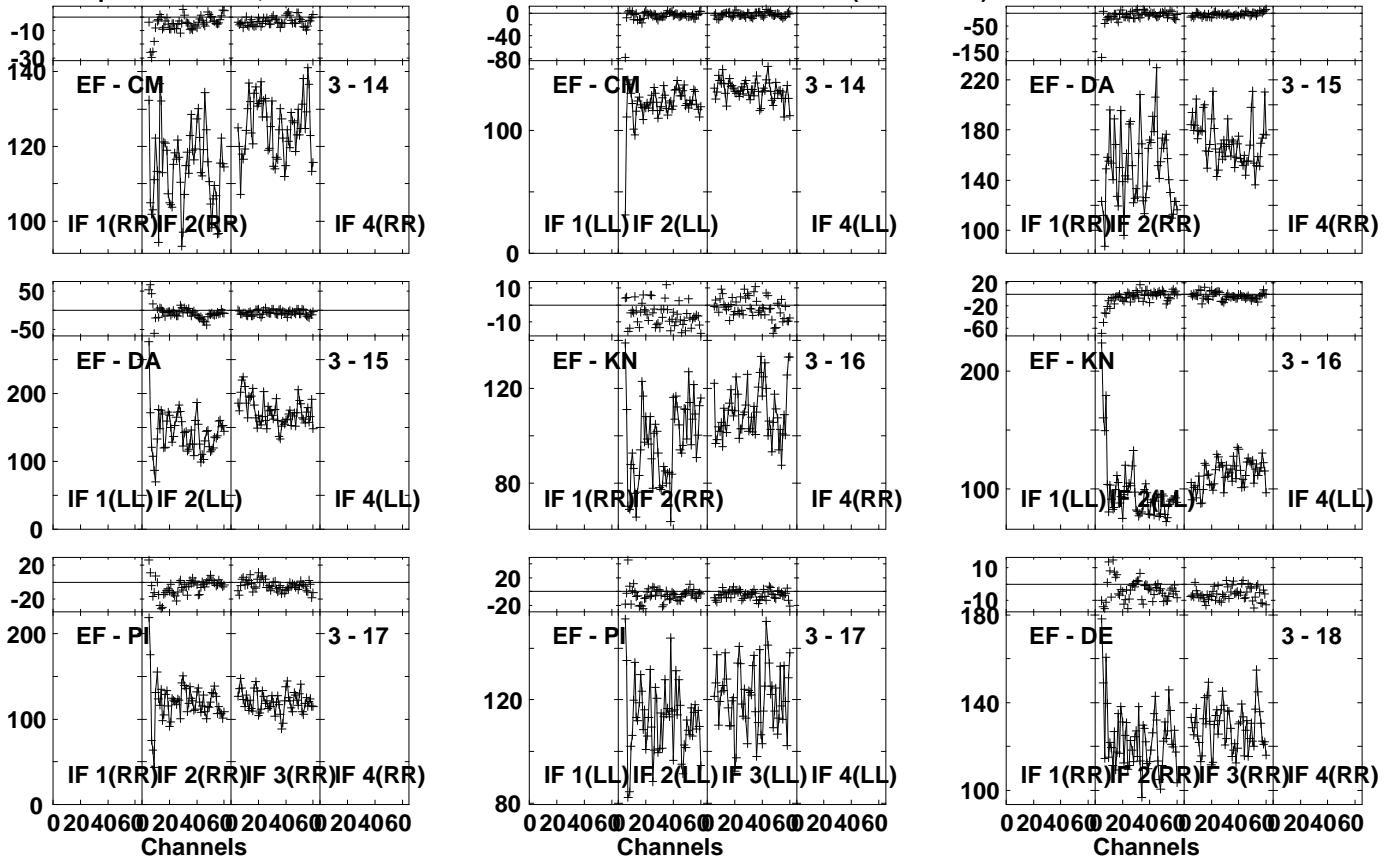 -10
-30
140
120
100
EF - CM
3 - 14
IF 1(RR)
IF 2(RR)
IF 4(RR)
0
-40
-80
100
0
EF - CM
3 - 14
IF 1(LL)
IF 2(LL)
IF 4(LL)
-50
-150
220
180
140
100
EF - DA
3 - 15
IF 1(RR)
IF 2(RR)
IF 4(RR)
50
-50
200
100
0
EF - DA
3 - 15
IF 1(LL)
IF 2(LL)
IF 4(LL)
10
-10
120
80
EF - KN
3 - 16
IF 1(RR)
IF 2(RR)
IF 4(RR)
20
-20
-60
200
100
EF - KN
3 - 16
IF 1(LL)
IF 2(LL)
IF 4(LL)
20
-20
200
100
0
EF - PI
3 - 17
IF 1(RR)
IF 2(RR)
IF 3(RR)
IF 4(RR)
0 204060 0 204060 0 204060 0 204060
Channels
20
-20
120
80
EF - PI
3 - 17
IF 1(LL)
IF 2(LL)
IF 3(LL)
IF 4(LL)
0 204060 0 204060 0 204060 0 204060
Channels
10
-10
180
140
100
EF - DE
3 - 18
IF 1(RR)
IF 2(RR)
IF 3(RR)
IF 4(RR)
0 204060 0 204060 0 204060 0 204060
Channels